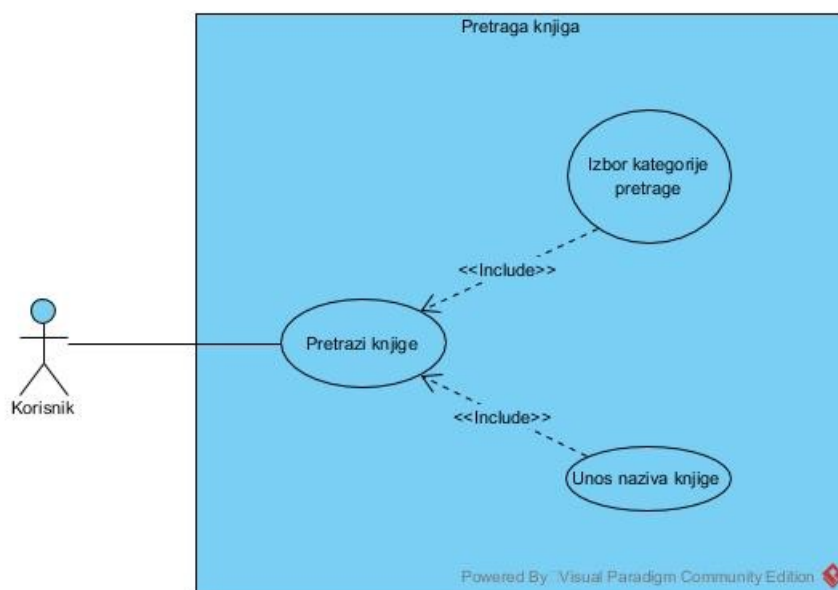 Pretraga knjiga
Izbor kategorije
pretrage
<<Include>>
Pretrazi knjige
Korisnik
<<Include>>
Unos naziva knjige
Powered By Visual Paradigm Community Edition